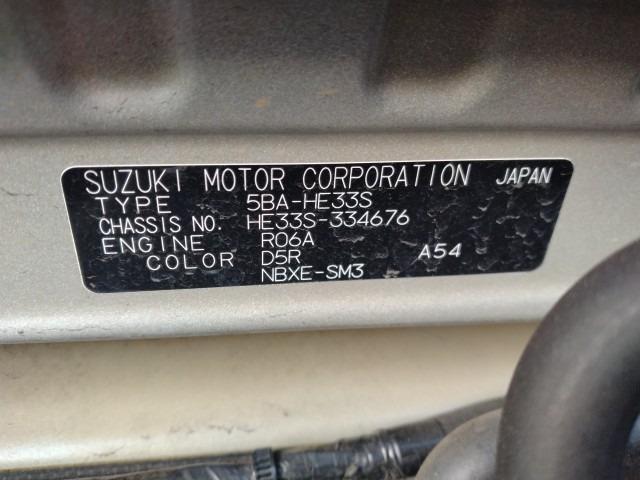 SUZUKI MOTOR CORPORATION JAPAN
TYPE 5BA-HE33S
CHASSIS NO. HE33S-334676
ENGINE R06A
COLOR D5R A54
NBXE-SM3